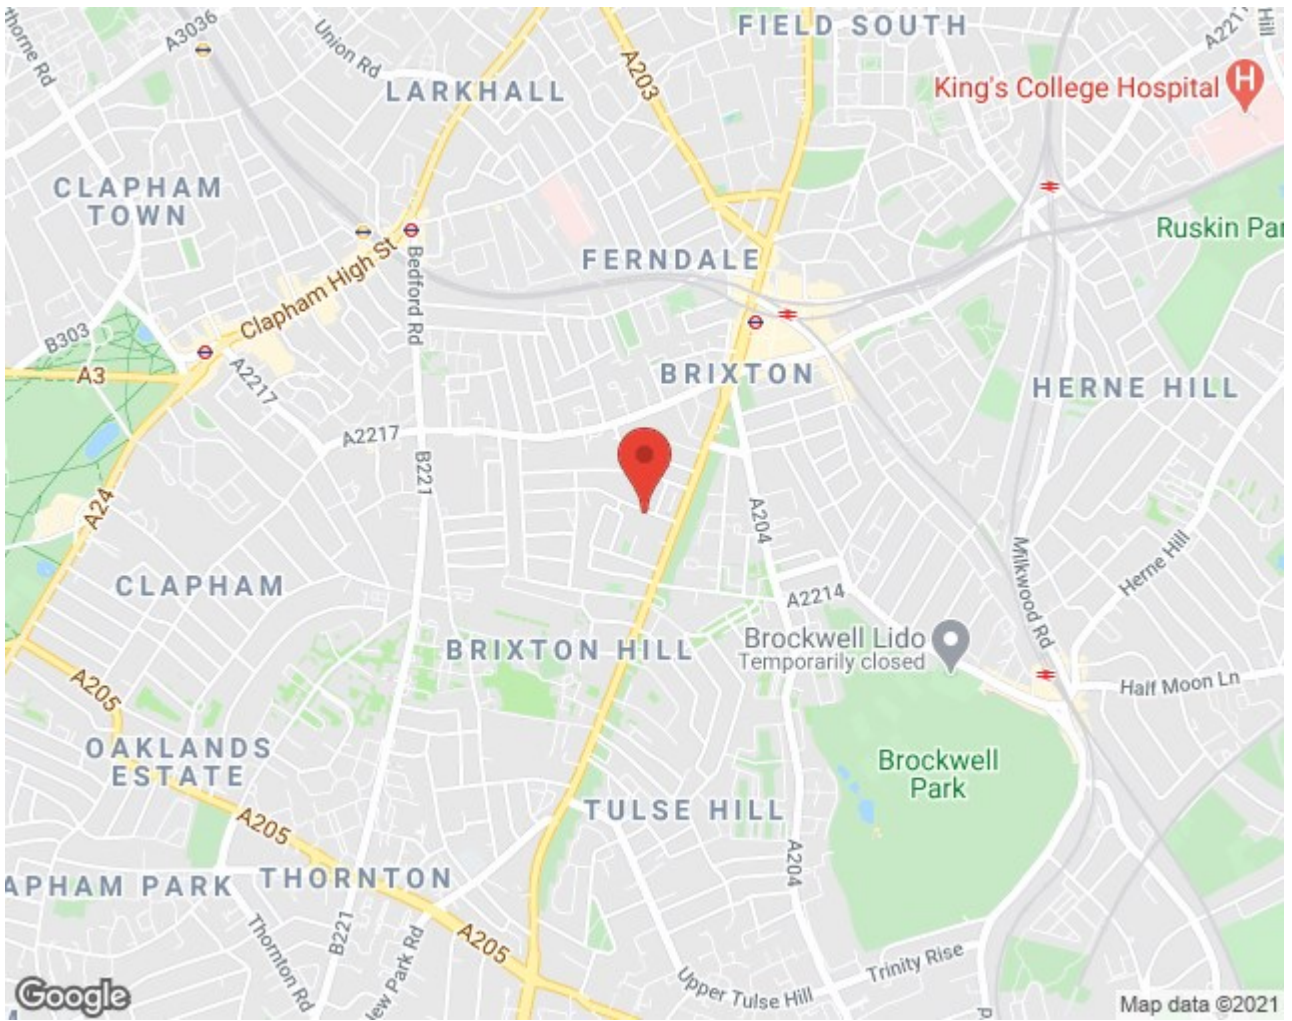 FIELD SOUTH
A3036
Union Rd
A203
King's College Hospital
H
LARKHALL
CLAPHAM
TOWN
Ruskin Par
FERNDALE
Clapham High St
Bedford Rd
B303
A3
A2217
BRIXTON
HERNE HILL
A2217
B221
A24
A204
Milkwood Rd
Herne Hill
CLAPHAM
A2214
BRIXTON HILL
Brockwell Lido
Temporarily closed
Half Moon Ln
A205
OAKLANDS
ESTATE
Brockwell
Park
TULSE HILL
A205
A204
APHAM PARK
THORNTON
B221
Thornton Rd
New Park Rd
A205
Upper Tulse Hill
Trinity Rise
Google
Map data ©2021